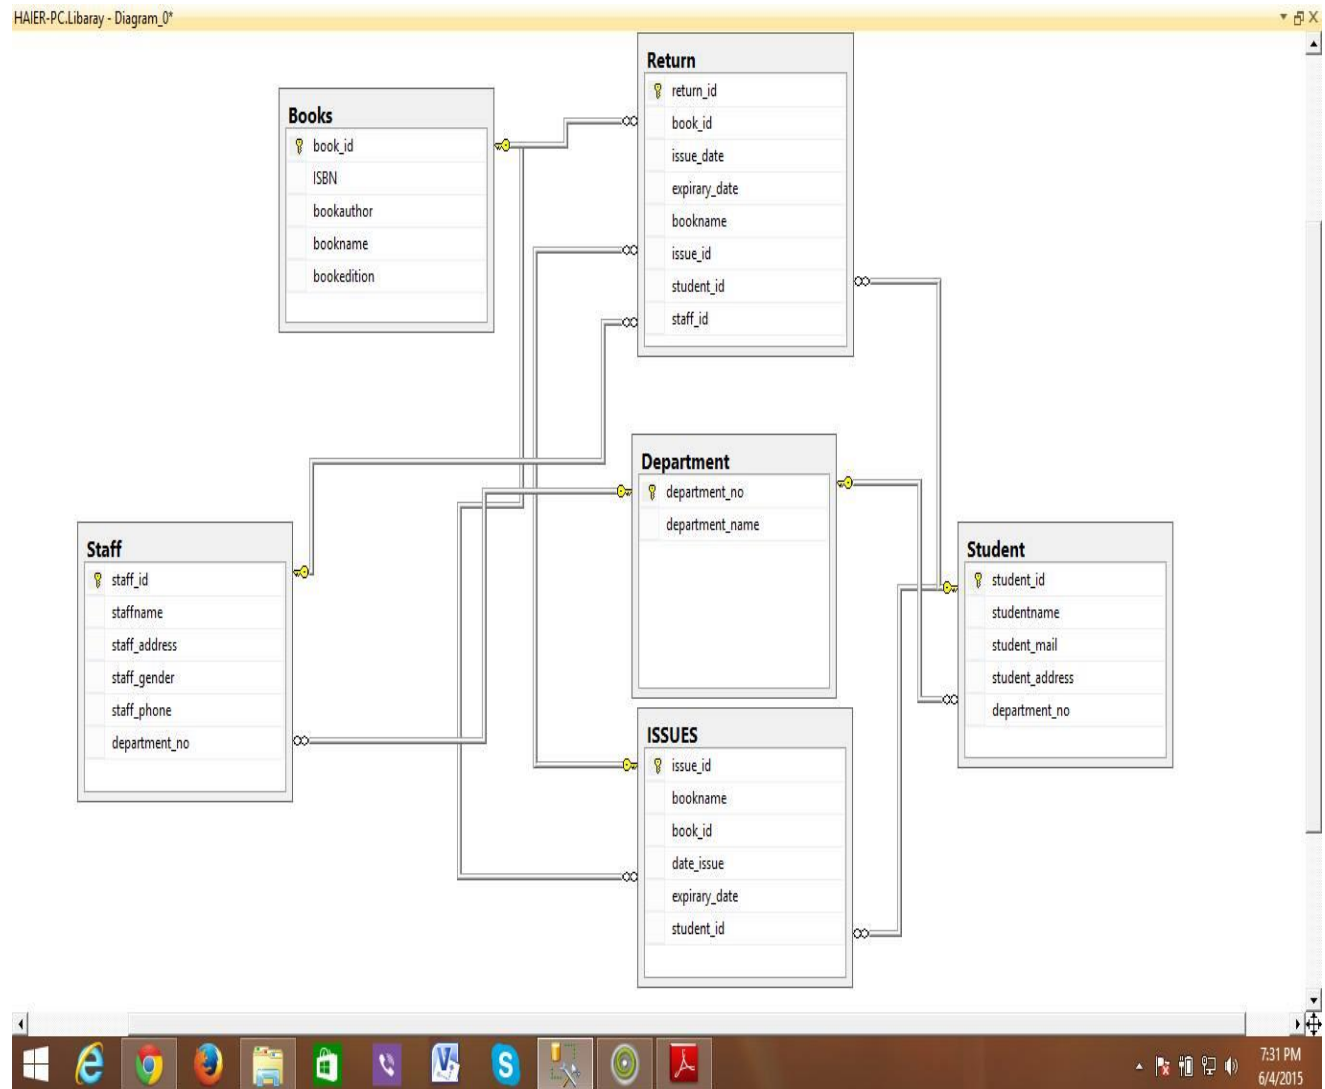 HAIER-PC.Libaray - Diagram_0*
Return
return_id
book_id
issue_date
expirary_date
bookname
issue_id
student_id
staff_id
Books
book_id
ISBN
bookauthor
bookname
bookedition
Department
department_no
department_name
Staff
staff_id
staffname
staff_address
staff_gender
staff_phone
department_no
Student
student_id
studentname
student_mail
student_address
department_no
ISSUES
issue_id
bookname
book_id
date_issue
expirary_date
student_id
7:31 PM
6/4/2015